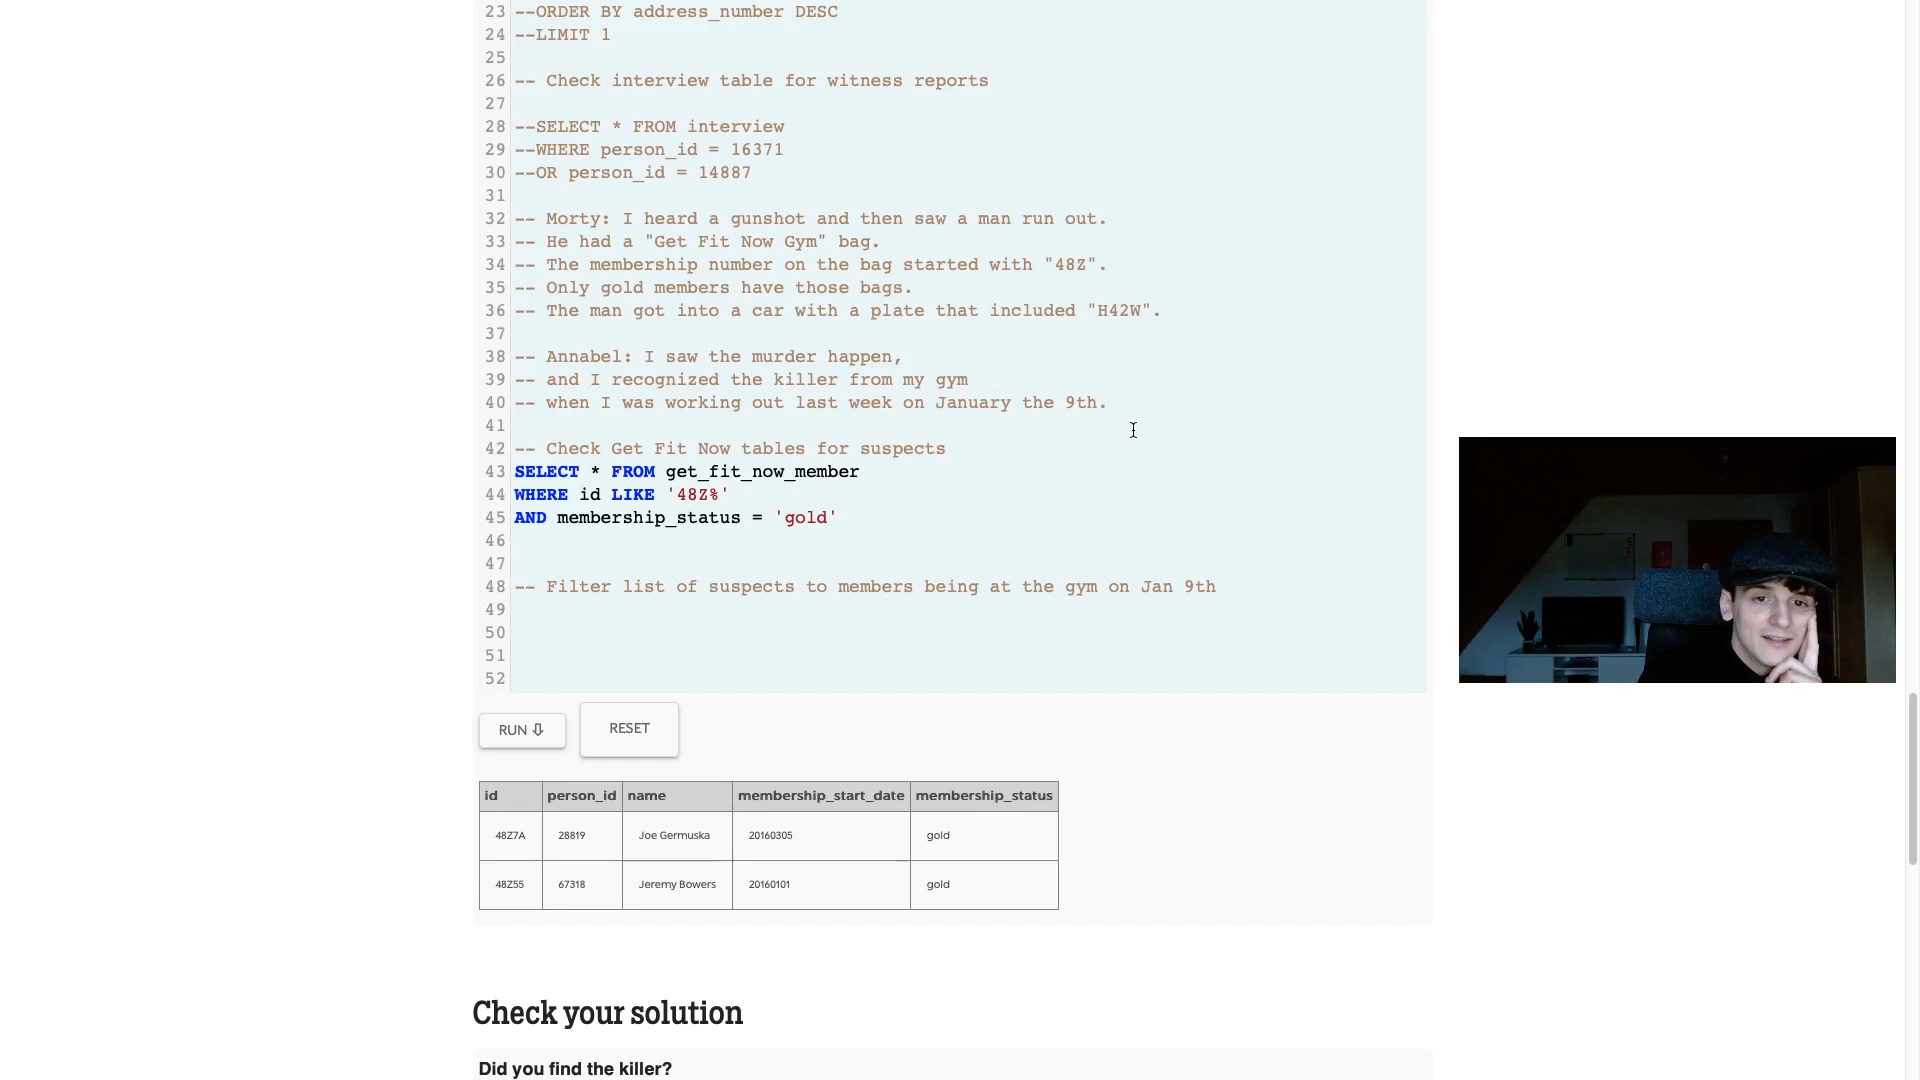 23 --ORDER BY address_number DESC
24 --LIMIT 1
25
26 -- Check interview table for witness reports
27
28 --SELECT * FROM interview
29 --WHERE person_id = 16371
30 --OR person_id = 14887
31
32 -- Morty: I heard a gunshot and then saw a man run out.
33 -- He had a "Get Fit Now Gym" bag.
34 -- The membership number on the bag started with "48Z".
35 -- Only gold members have those bags.
36 -- The man got into a car with a plate that included "H42W".
37
38 -- Annabel: I saw the murder happen,
39 -- and I recognized the killer from my gym
40 -- when I was working out last week on January the 9th.
41
42 -- Check Get Fit Now tables for suspects
43 SELECT * FROM get_fit_now_member
44 WHERE id LIKE '48Z%'
45 AND membership_status = 'gold'
46
47
48 -- Filter list of suspects to members being at the gym on Jan 9th
49
50
51
52
RUN ⇩ RESET
id person_id name membership_start_date membership_status
48Z7A 28819 Joe Germuska 20160305 gold
48Z55 67318 Jeremy Bowers 20160101 gold
Check your solution
Did you find the killer?